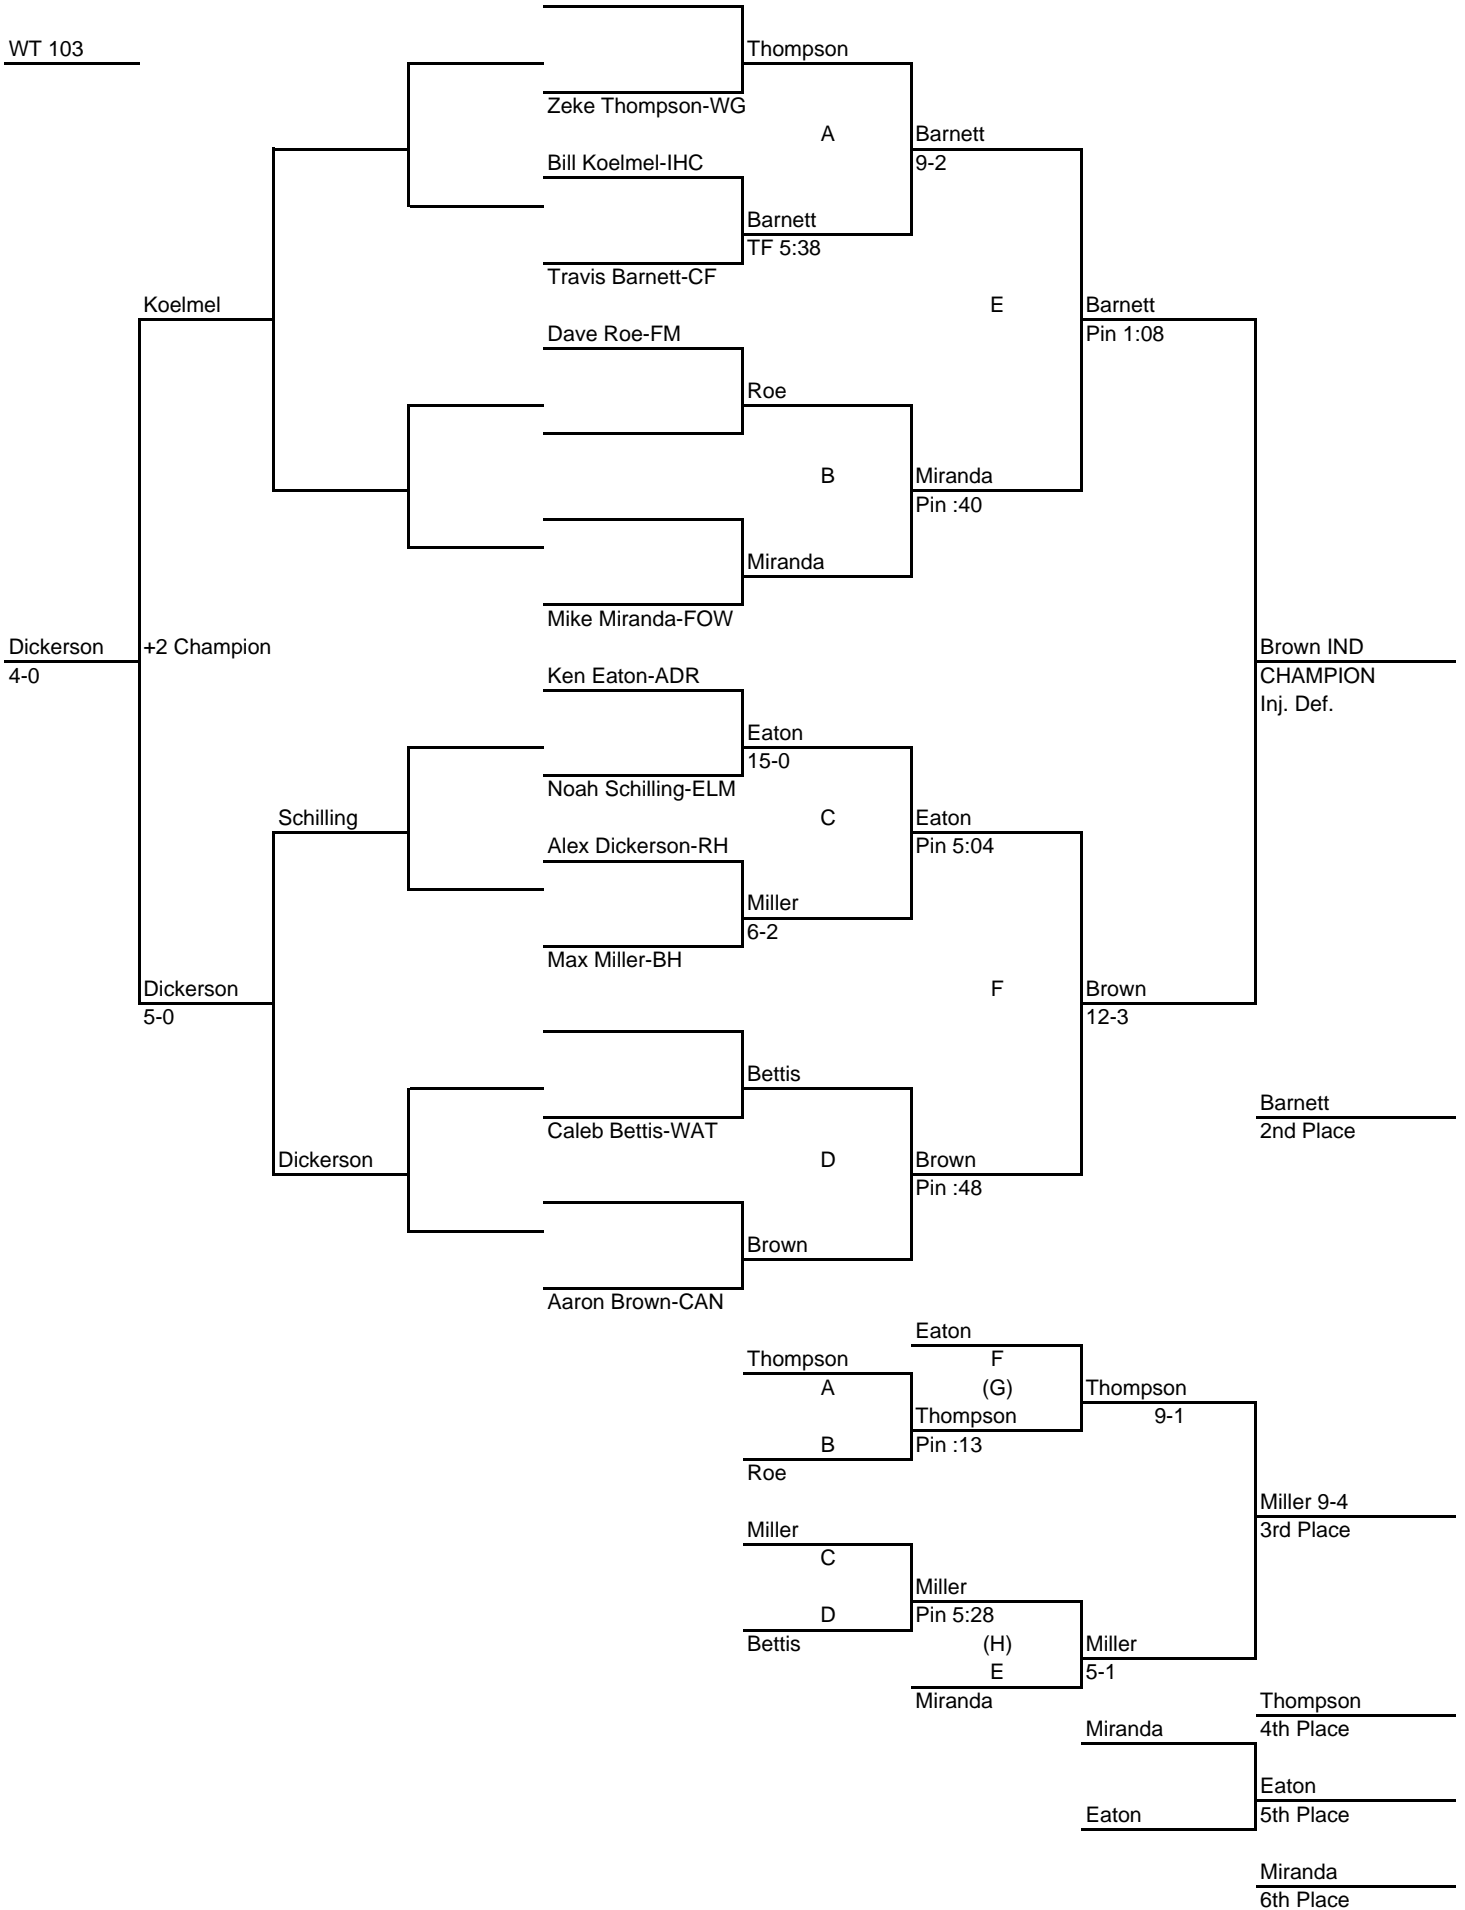 WT 103
Thompson
Zeke Thompson-WG
A
Barnett
9-2
Bill Koelmel-IHC
Barnett
TF 5:38
Travis Barnett-CF
Koelmel
E
Barnett
Pin 1:08
Dave Roe-FM
Roe
B
Miranda
Pin :40
Miranda
Mike Miranda-FOW
Dickerson
4-0
+2 Champion
Brown IND
CHAMPION
Inj. Def.
Ken Eaton-ADR
Eaton
15-0
Noah Schilling-ELM
Schilling
C
Eaton
Pin 5:04
Alex Dickerson-RH
Miller
6-2
Max Miller-BH
Dickerson
5-0
F
Brown
12-3
Bettis
Caleb Bettis-WAT
Barnett
2nd Place
Dickerson
D
Brown
Pin :48
Brown
Aaron Brown-CAN
Eaton
F
Thompson
A
(G)
Thompson
9-1
Thompson
Pin :13
B
Roe
Miller 9-4
3rd Place
Miller
C
Miller
Pin 5:28
D
Bettis
(H)
Miller
5-1
E
Miranda
Thompson
4th Place
Miranda
Eaton
5th Place
Eaton
Miranda
6th Place